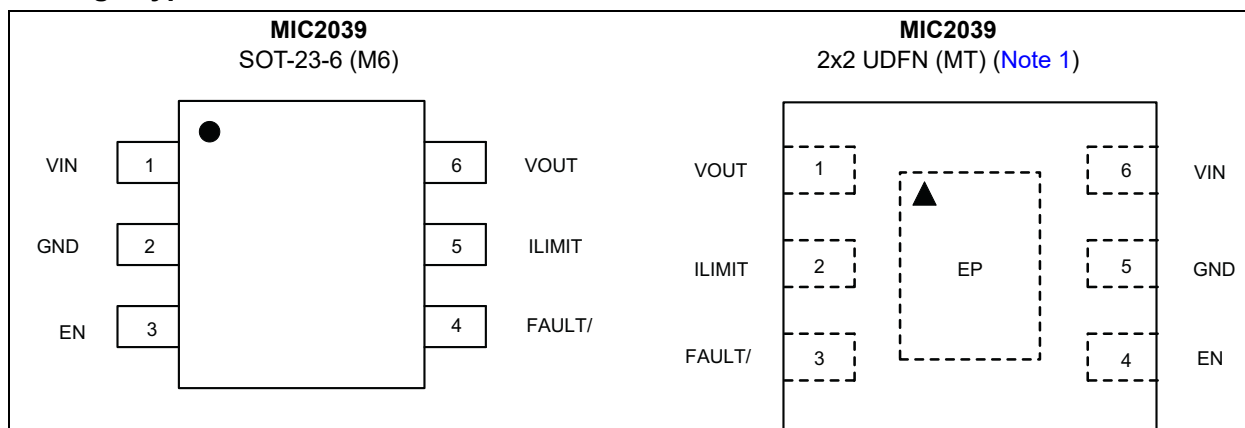 MIC2039
SOT-23-6 (M6)
VIN 1 6 VOUT
GND 2 5 ILIMIT
EN 3 4 FAULT/
MIC2039
2x2 UDFN (MT) (Note 1)
VOUT 1 6 VIN
ILIMIT 2 EP 5 GND
FAULT/ 3 4 EN